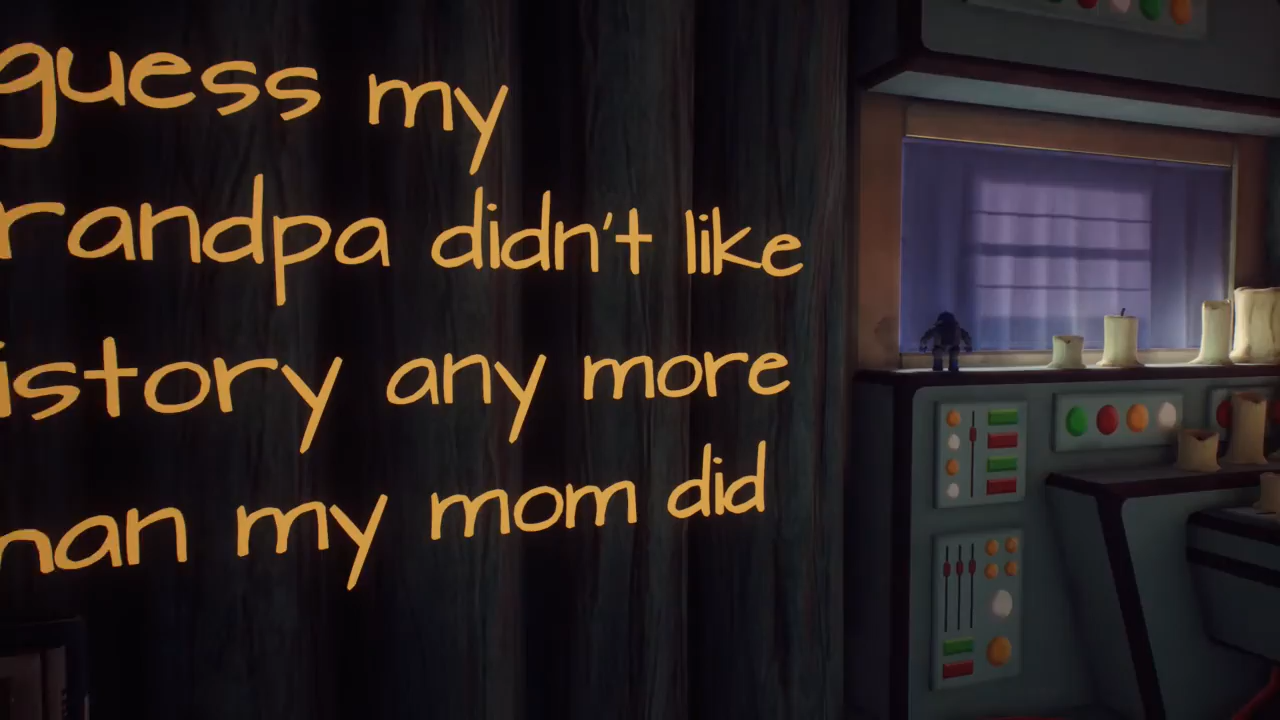 guess my
randpa didn't like
istory any more
han my mom did